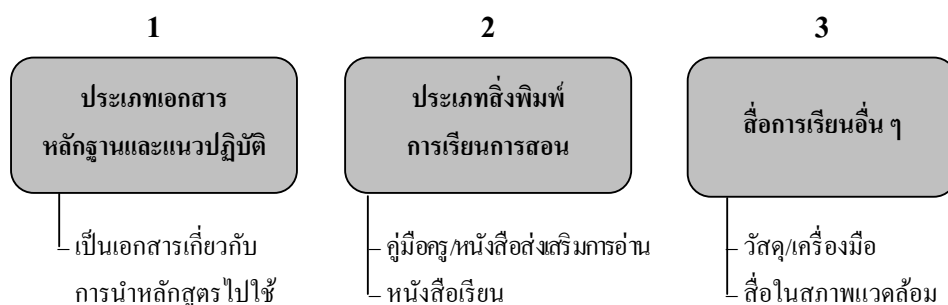 1
ประเภทเอกสาร
หลักฐานและแนวปฏิบัติ
– เป็นเอกสารเกี่ยวกับ
การนำหลักสูตรไปใช้
2
ประเภทสิ่งพิมพ์
การเรียนการสอน
– คู่มือครู/หนังสือส่งเสริมการอ่าน
– หนังสือเรียน
3
สื่อการเรียนอื่น ๆ
– วัสดุ/เครื่องมือ
– สื่อในสภาพแวดล้อม